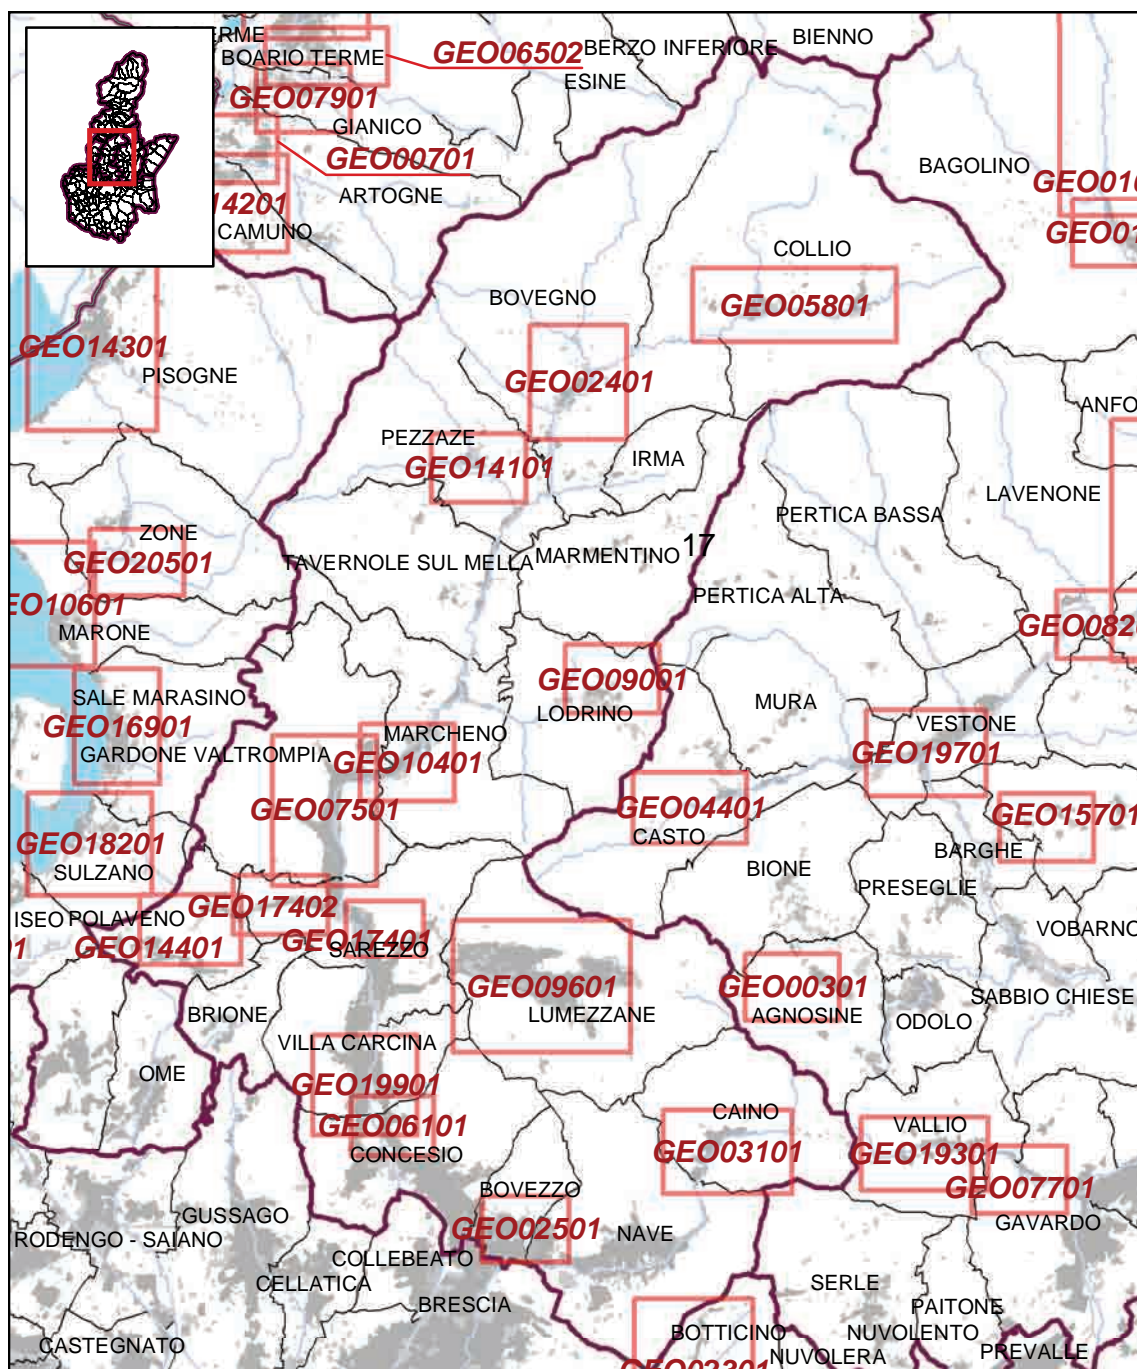 ERME
BOARIO TERME
GEO06502
BERZO INFERIORE
BIENNO
ESINE
GEO07901
GIANICO
GEO00701
ARTOGNE
BAGOLINO
14201
CAMUNO
COLLIO
BOVEGNO
GEO05801
GEO14301
PISOGNE
GEO02401
ANFO
PEZZAZE
GEO14101
IRMA
LAVENONE
PERTICA BASSA
ZONE
GEO20501
TAVERNOLE SUL MELLA
MARMENTINO
17
EO10601
MARONE
PERTICA ALTA
SALE MARASINO
GEO16901
GARDONE VALTROMPIA
GEO09001
LODRINO
MURA
VESTONE
GEO19701
MARCHENO
GEO10401
GEO07501
GEO04401
CASTO
GEO15701
BARGHE
GEO18201
SULZANO
BIONE
PRESEGLIE
VOBARNO
ISEO
POLAVENO
GEO17402
GEO14401
GEO17401
SAREZZO
GEO09601
LUMEZZANE
GEO00301
AGNOSINE
ODOLO
SABBIO CHIESE
BRIONE
VILLA CARCINA
OME
GEO19901
GEO06101
CONCESIO
CAINO
GEO03101
VALLIO
GEO19301
GEO07701
GAVARDO
BOVEZZO
GEO02501
NAVE
GUSSAGO
RODENGO - SAIANO
COLLEBEATO
CELLATICA
BRESCIA
SERLE
PAITONE
NUVOLENTO
BOTTICINO
NUVOLERA
PREVALLE
CASTEGNATO